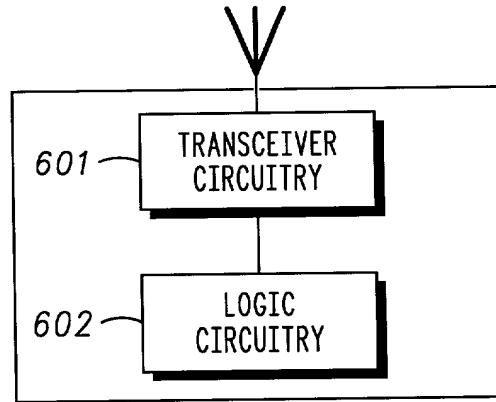 601
TRANSCEIVER
CIRCUITRY
602
LOGIC
CIRCUITRY